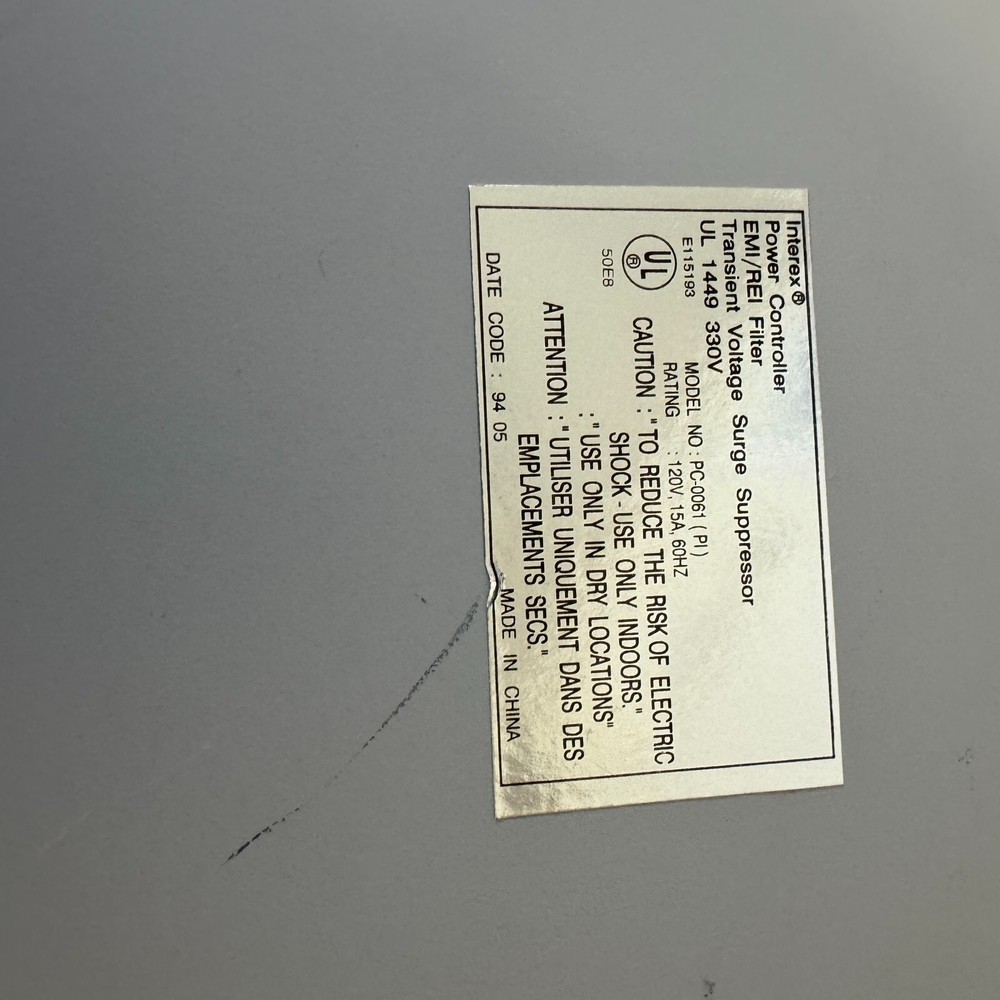 Interex®
Power Controller
EMI/REI Filter
Transient Voltage Surge Suppressor
UL 1449 330V
E115193
MODEL NO : PC-0061 ( PI )
RATING : 120V, 15A, 60HZ
UL ®
50E8
CAUTION : " TO REDUCE THE RISK OF ELECTRIC
SHOCK - USE ONLY INDOORS. "
: " USE ONLY IN DRY LOCATIONS"
ATTENTION : " UTILISER UNIQUEMENT DANS DES
EMPLACEMENTS SECS. "
DATE CODE : 94 05 MADE IN CHINA